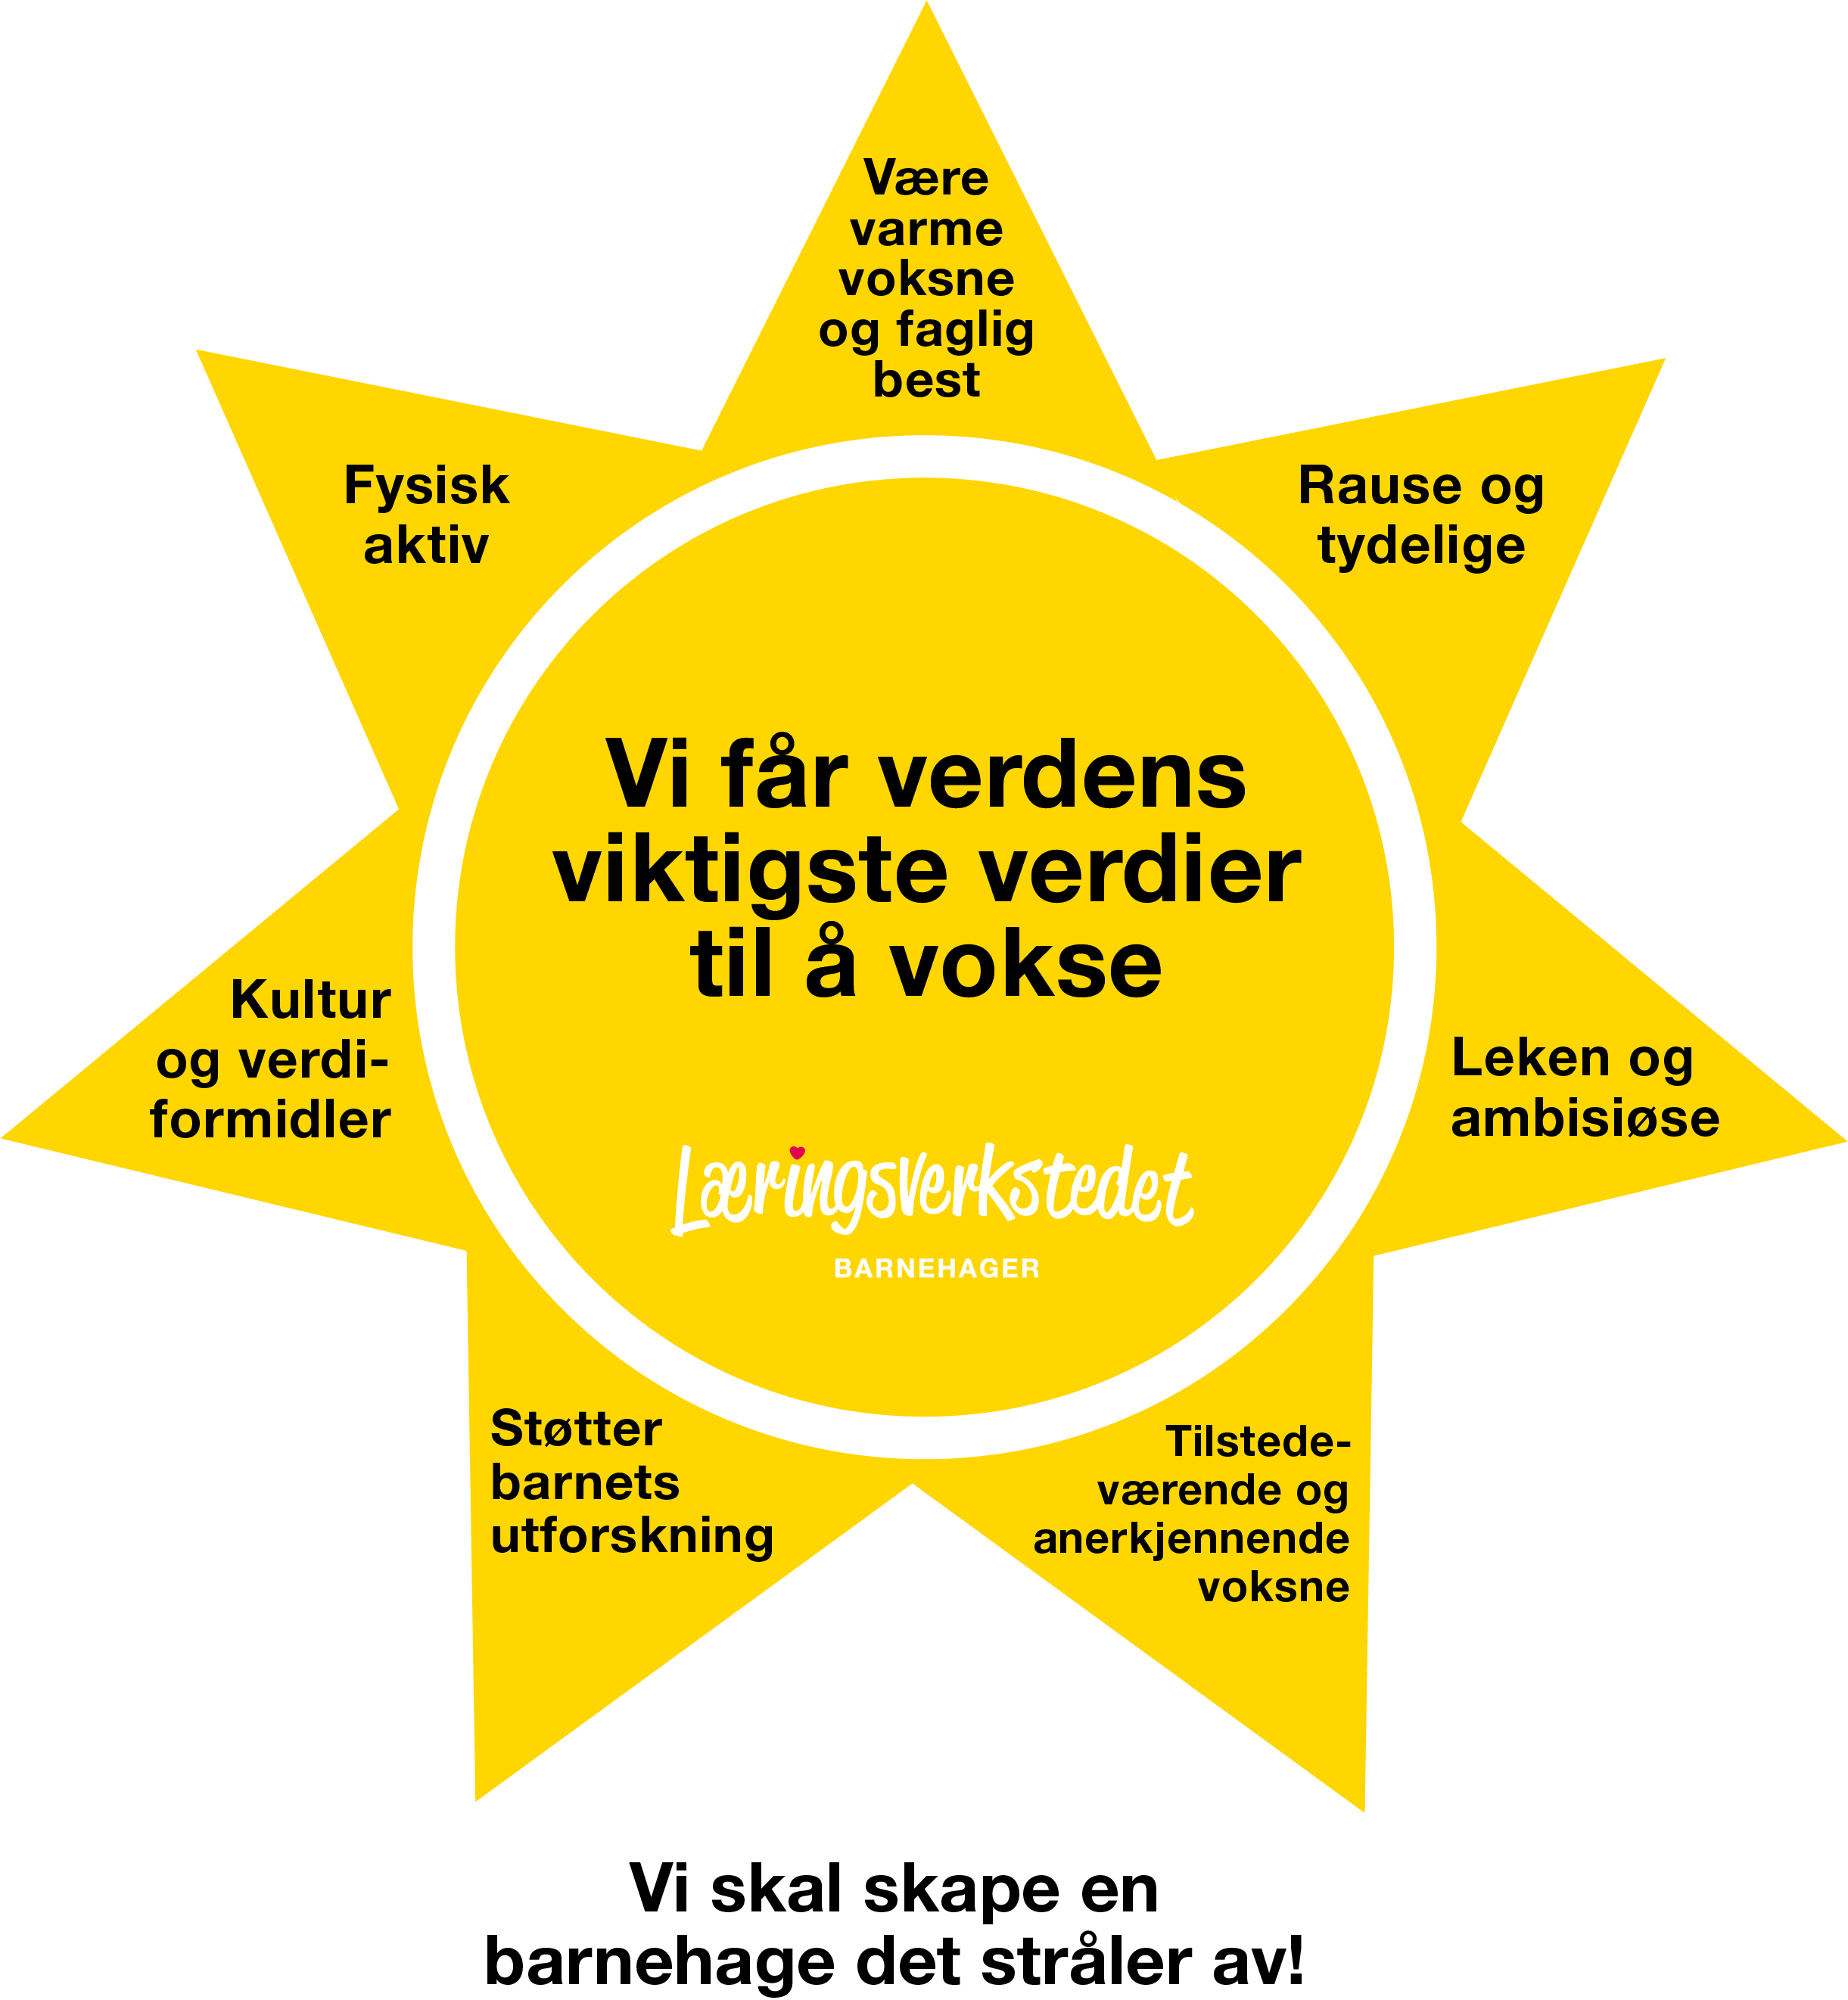 Være
varme
voksne
og faglig
best
Fysisk
aktiv
Rause og
tydelige
Vi får verdens
viktigste verdier
til å vokse
Kultur
og verdi-
formidler
Leken og
ambisiøse
Læringsverkstedet
BARNEHAGER
Støtter
barnets
utforskning
Tilstede-
værende og
anerkjennende
voksne
Vi skal skape en
barnehage det stråler av!